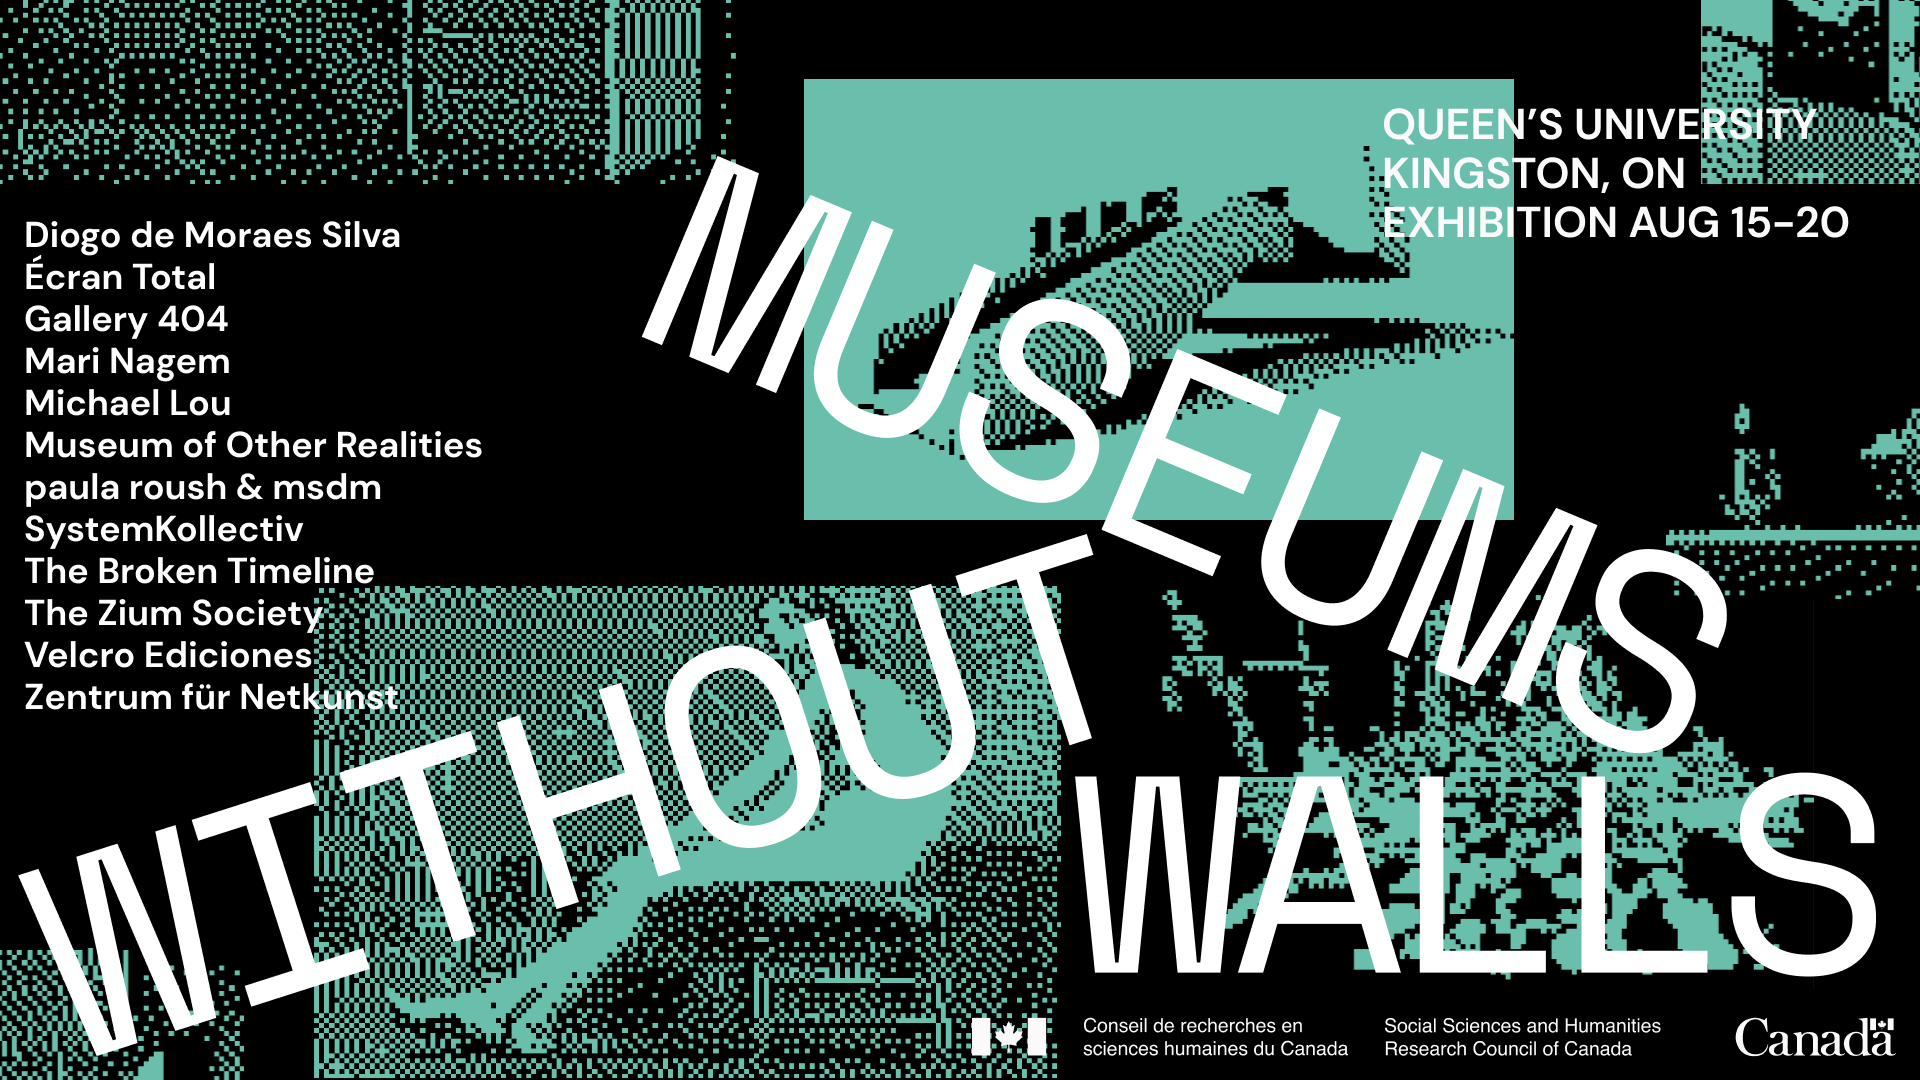 QUEEN’S UNIVERSITY
KINGSTON, ON
EXHIBITION AUG 15–20
Diogo de Moraes Silva
Écran Total
Gallery 404
Mari Nagem
Michael Lou
Museum of Other Realities
paula roush & msdm
SystemKollectiv
The Broken Timeline
The Zium Society
Velcro Ediciones
Zentrum für Netkunst
MUSEUMS
WITHOUT
WALLS
Conseil de recherches en
sciences humaines du Canada
Social Sciences and Humanities
Research Council of Canada
Canada